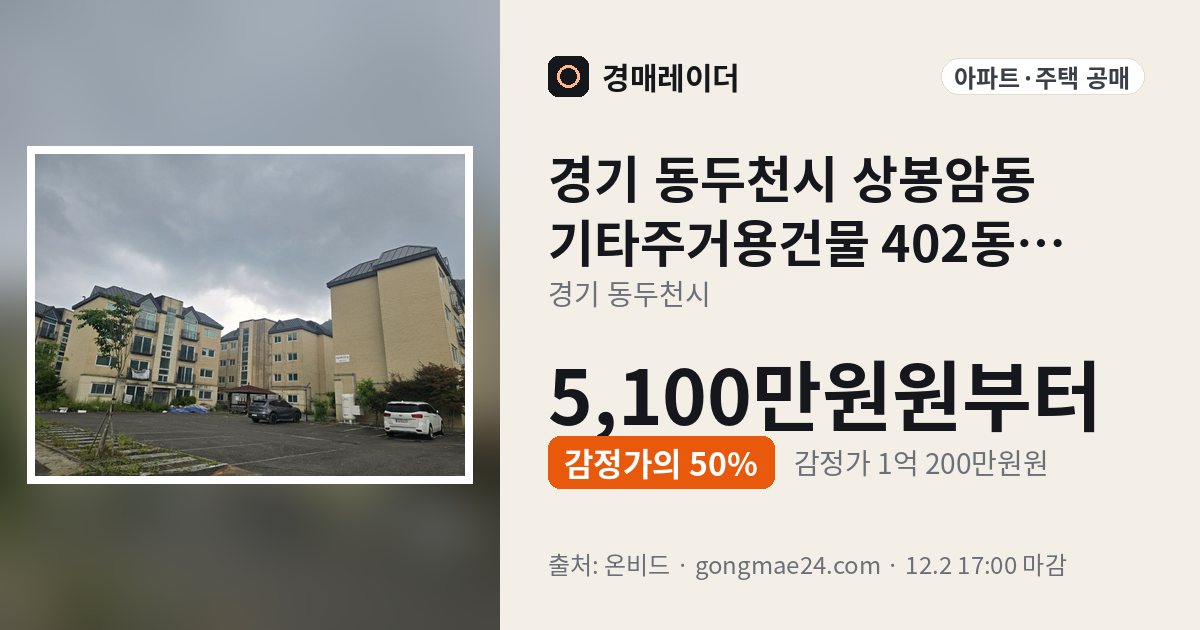 경매레이더
아파트·주택 공매
경기 동두천시 상봉암동
기타주거용건물 402동…
경기 동두천시
5,100만원원부터
감정가의 50%
감정가 1억 200만원원
출처: 온비드 · gongmae24.com · 12.2 17:00 마감